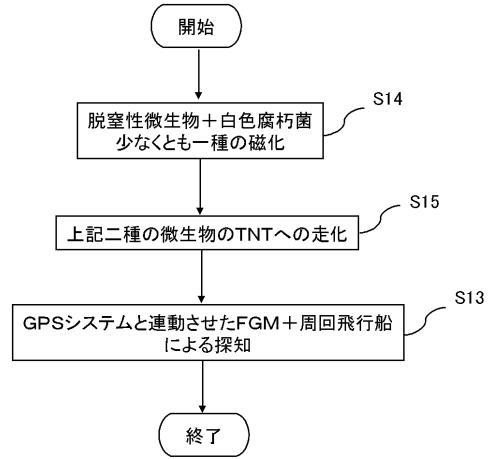 開始
S14
脱窒性微生物＋白色腐朽菌
少なくとも一種の磁化
S15
上記二種の微生物のTNTへの走化
S13
GPSシステムと連動させたFGM＋周回飛行船
による探知
終了